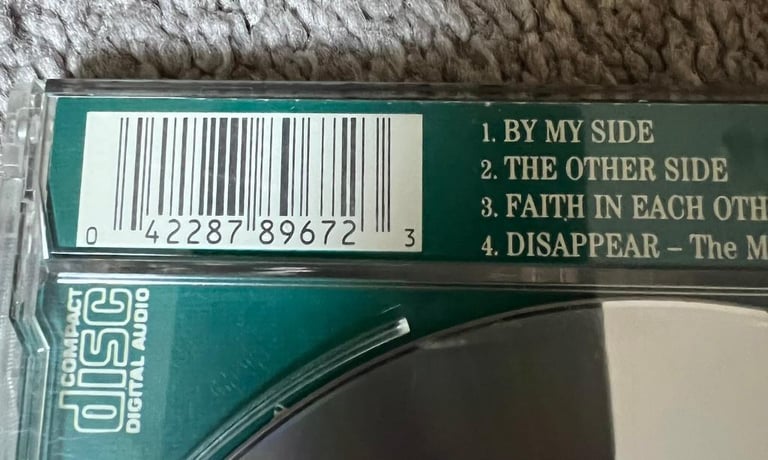 0 42287 89672 3
1. BY MY SIDE
2. THE OTHER SIDE
3. FAITH IN EACH OTH
4. DISAPPEAR – The M
COMPACT
disc
DIGITAL AUDIO